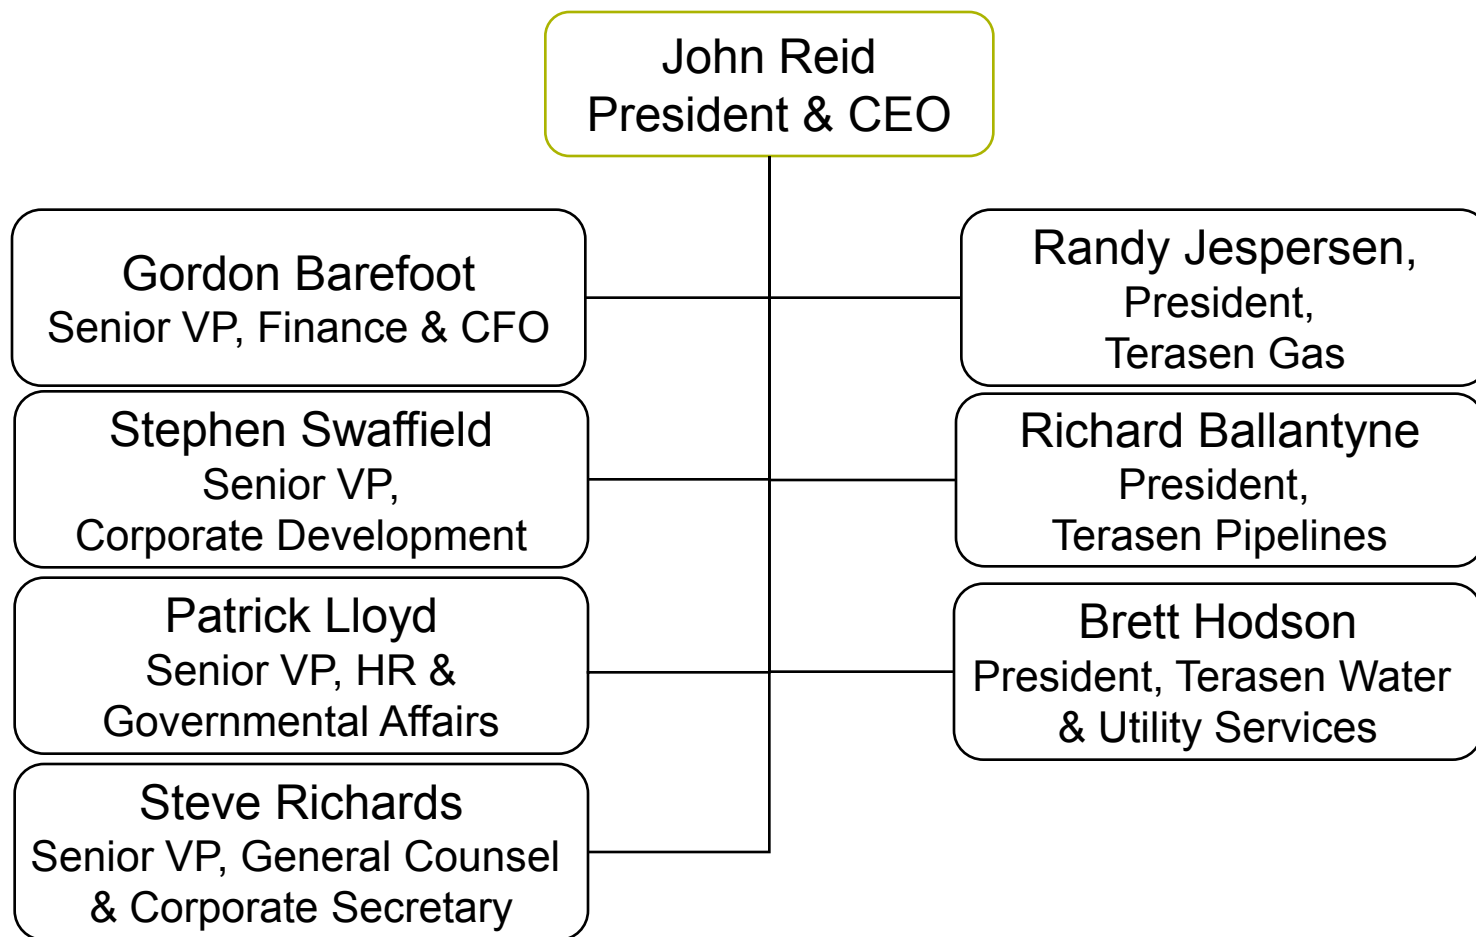 John Reid
President & CEO
Gordon Barefoot
Senior VP, Finance & CFO
Stephen Swaffield
Senior VP,
Corporate Development
Patrick Lloyd
Senior VP, HR &
Governmental Affairs
Steve Richards
Senior VP, General Counsel
& Corporate Secretary
Randy Jespersen,
President,
Terasen Gas
Richard Ballantyne
President,
Terasen Pipelines
Brett Hodson
President, Terasen Water
& Utility Services